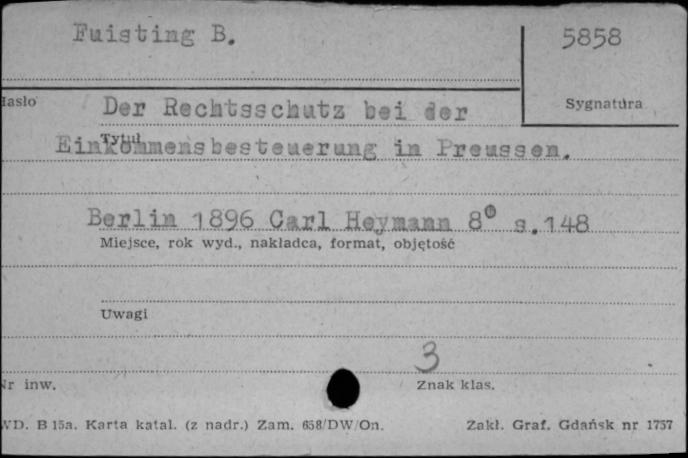 Fuisting B.
5858
Hasło
Der Rechtsschutz bei der
Sygnatura
Tytuł
Einkommensbesteuerung in Preussen.
Berlin 1896 Carl Heymann 8° s.148
Miejsce, rok wyd., nakładca, format, objętość
Uwagi
3
Nr inw.
Znak klas.
WD. B 15a. Karta katal. (z nadr.) Zam. 658/DW/On.
Zakł. Graf. Gdańsk nr 1757